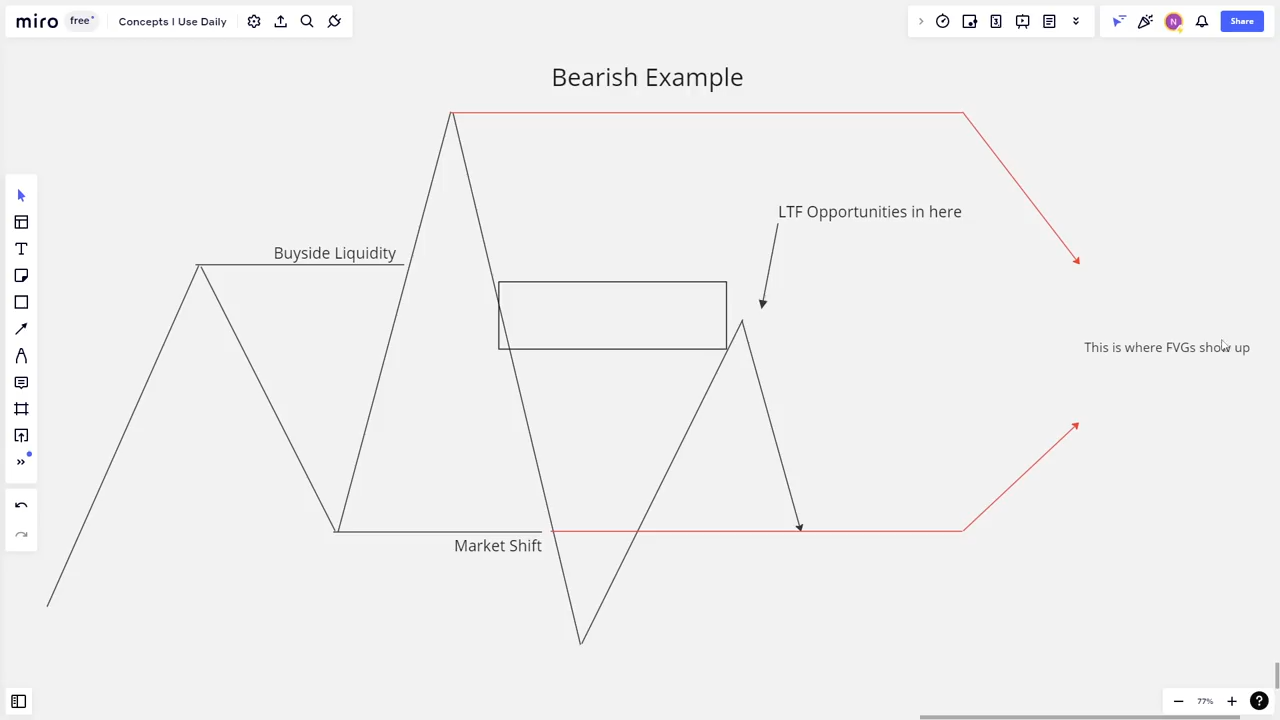 miro free
Concepts I Use Daily
3
N
Share
Bearish Example
LTF Opportunities in here
Buyside Liquidity
This is where FVGs show up
Market Shift
77%
?